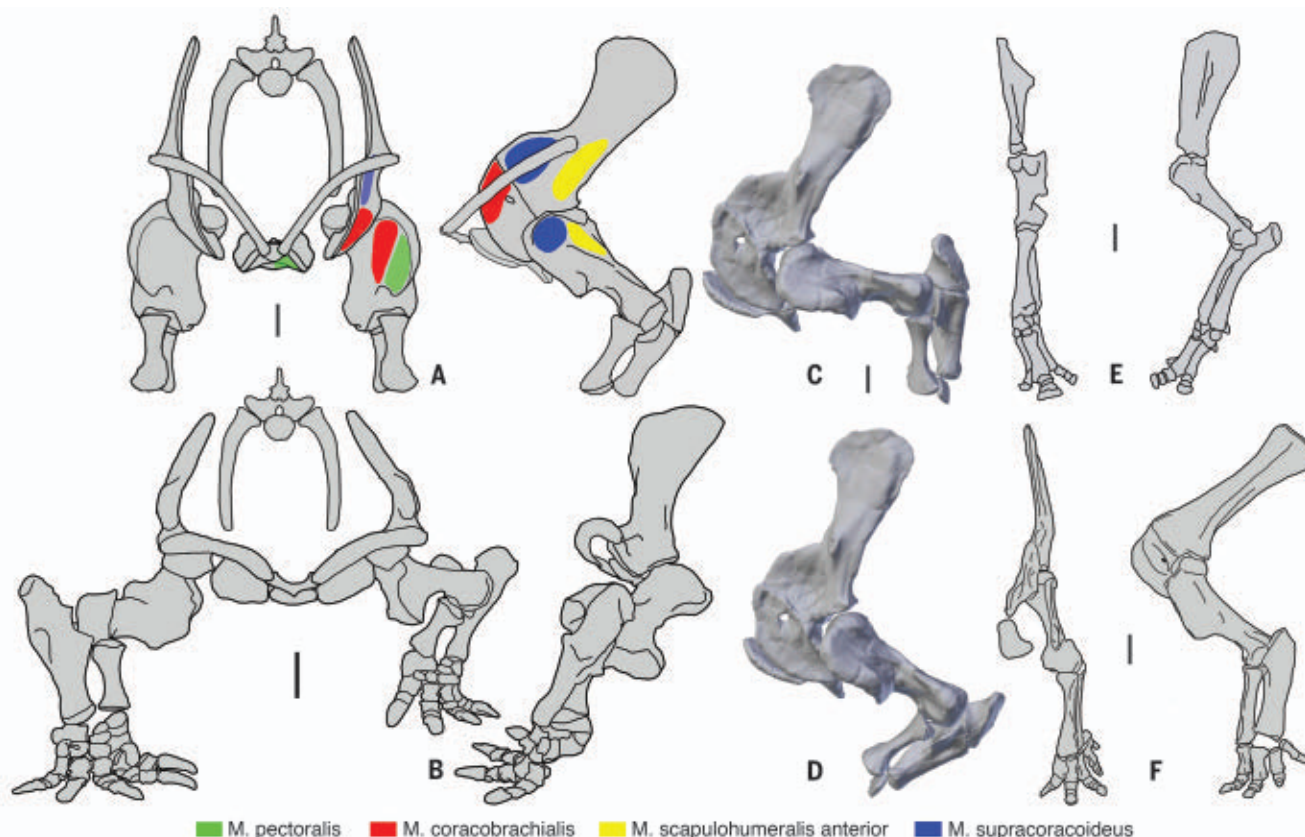 A
C
E
B
D
F
M. pectoralis M. coracobrachialis M. scapulohumeralis anterior M. supracoracoideus